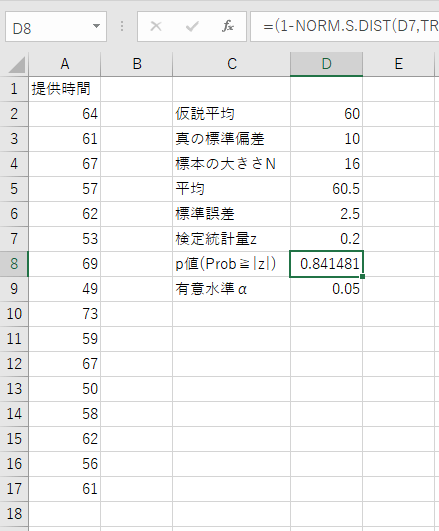 D8 fx =(1-NORM.S.DIST(D7,TR
A B C D E
1 提供時間
2 64 仮説平均 60
3 61 真の標準偏差 10
4 67 標本の大きさN 16
5 57 平均 60.5
6 62 標準誤差 2.5
7 53 検定統計量z 0.2
8 69 p値(Prob≧|z|) 0.841481
9 49 有意水準α 0.05
10 73
11 59
12 67
13 50
14 58
15 62
16 56
17 61
18